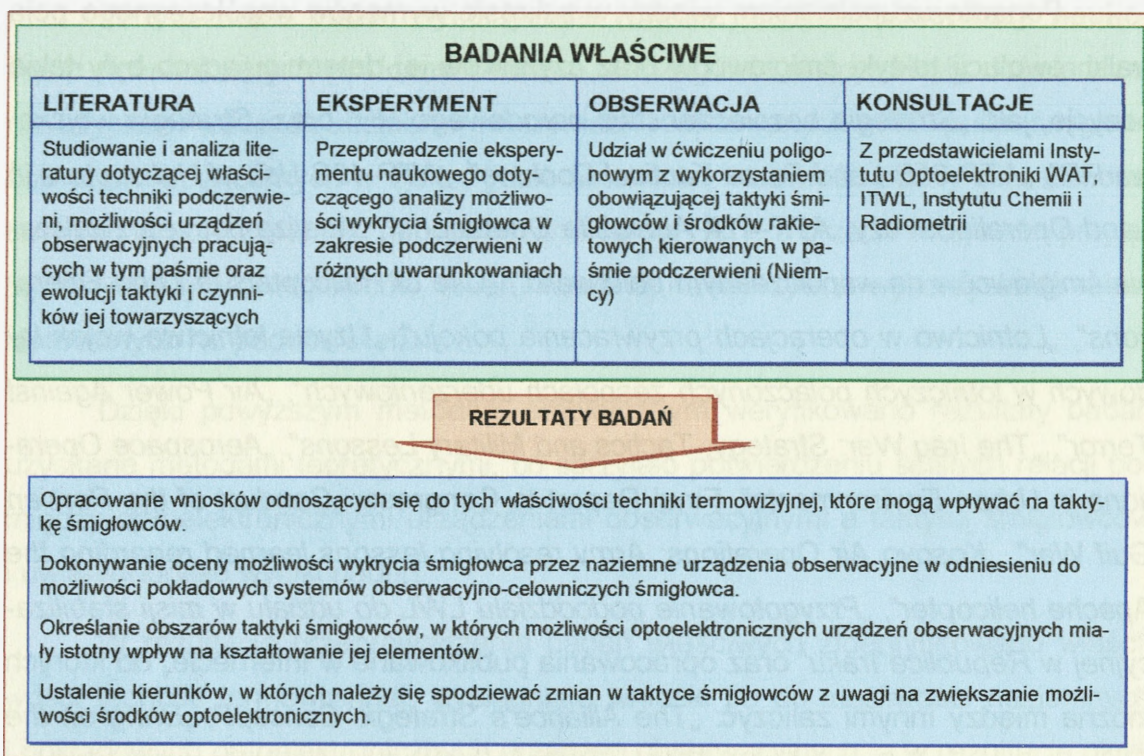 BADANIA WŁAŚCIWE
LITERATURA
Studiowanie i analiza lite-
ratury dotyczącej właści-
wości techniki podczerwie-
ni, możliwości urządzeń
obserwacyjnych pracują-
cych w tym paśmie oraz
ewolucji taktyki i czynni-
ków jej towarzyszących
EKSPERYMENT
Przeprowadzenie ekspery-
mentu naukowego doty-
czącego analizy możliwo-
ści wykrycia śmigłowca w
zakresie podczerwieni w
różnych uwarunkowaniach
OBSERWACJA
Udział w ćwiczeniu poligo-
nowym z wykorzystaniem
obowiązującej taktyki śmi-
głowców i środków rakie-
towych kierowanych w pa-
śmie podczerwieni (Niem-
cy)
KONSULTACJE
Z przedstawicielami Insty-
tutu Optoelektroniki WAT,
ITWL, Instytutu Chemii i
Radiometrii
REZULTATY BADAŃ
Opracowanie wniosków odnoszących się do tych właściwości techniki termowizyjnej, które mogą wpływać na takty-
kę śmigłowców.
Dokonywanie oceny możliwości wykrycia śmigłowca przez naziemne urządzenia obserwacyjne w odniesieniu do
możliwości pokładowych systemów obserwacyjno-celowniczych śmigłowca.
Określanie obszarów taktyki śmigłowców, w których możliwości optoelektronicznych urządzeń obserwacyjnych mia-
ły istotny wpływ na kształtowanie jej elementów.
Ustalenie kierunków, w których należy się spodziewać zmian w taktyce śmigłowców z uwagi na zwiększanie możli-
wości środków optoelektronicznych.